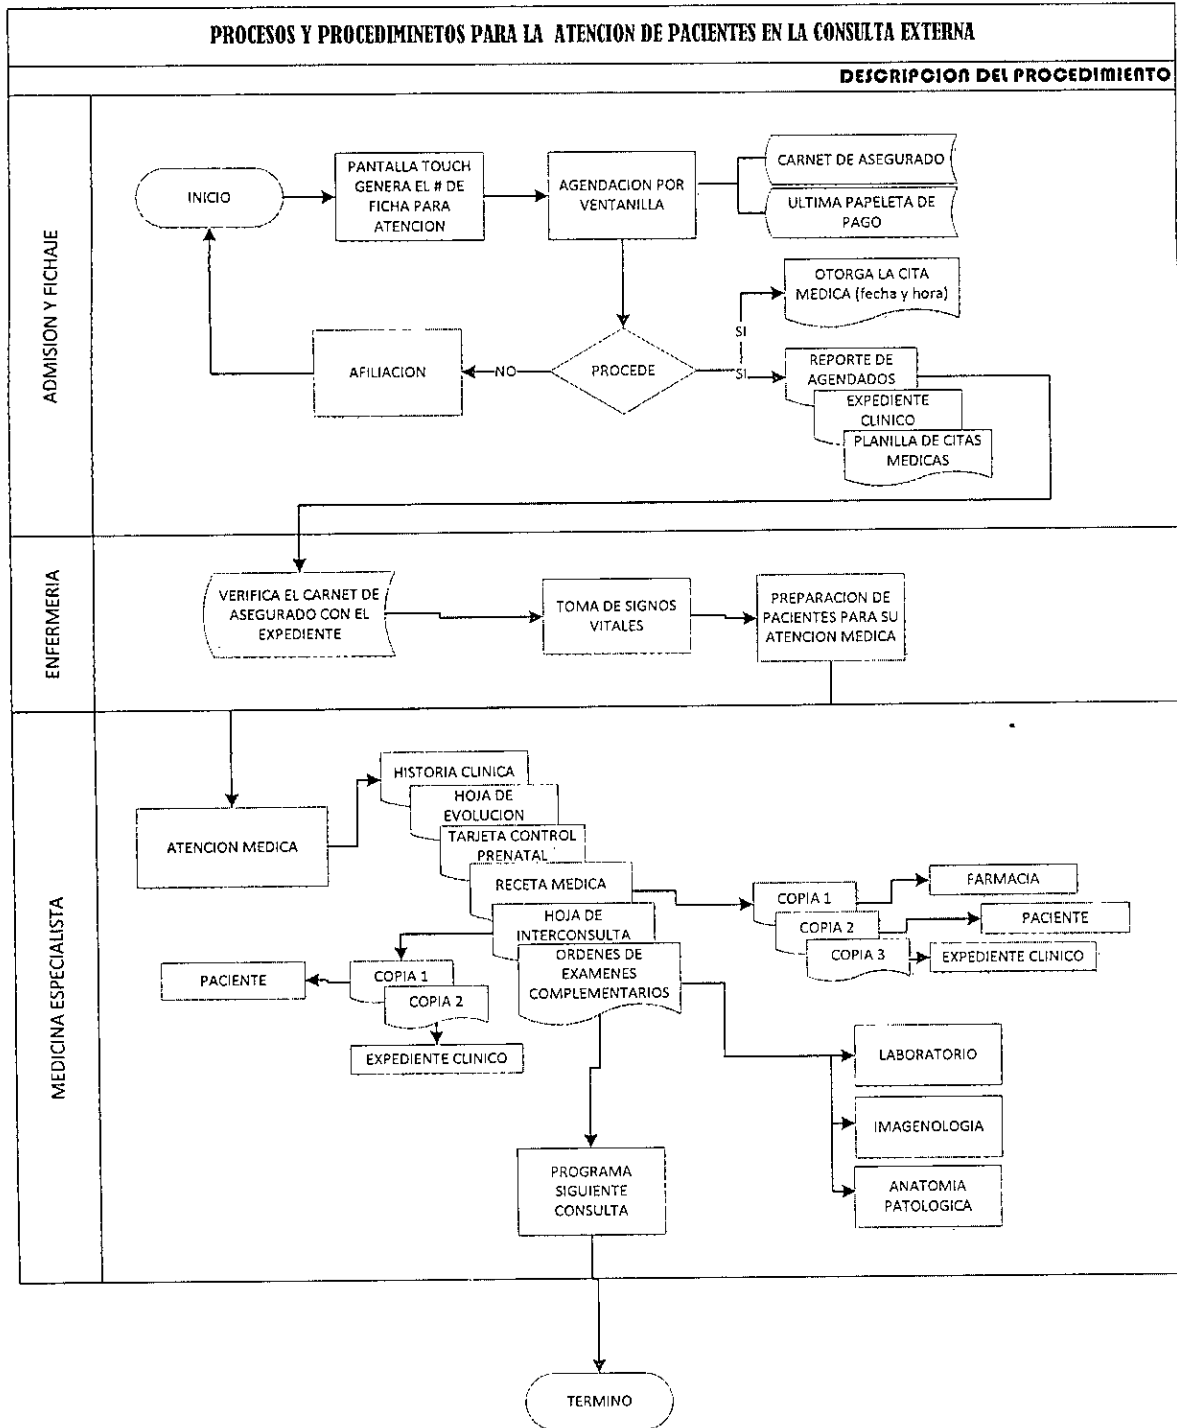 PROCESOS Y PROCEDIMINETOS PARA LA ATENCION DE PACIENTES EN LA CONSULTA EXTERNA
DESCRIPCION DEL PROCEDIMIENTO
ADMISION Y FICHAJE
INICIO
PANTALLA TOUCH
GENERA EL # DE
FICHA PARA
ATENCION
AGENDACION POR
VENTANILLA
CARNET DE ASEGURADO
ULTIMA PAPELETA DE
PAGO
OTORGA LA CITA
MEDICA (fecha y hora)
SI
AFILIACION
NO
PROCEDE
SI
REPORTE DE
AGENDADOS
EXPEDIENTE
CLINICO
PLANILLA DE CITAS
MEDICAS
ENFERMERIA
VERIFICA EL CARNET DE
ASEGURADO CON EL
EXPEDIENTE
TOMA DE SIGNOS
VITALES
PREPARACION DE
PACIENTES PARA SU
ATENCION MEDICA
MEDICINA ESPECIALISTA
ATENCION MEDICA
HISTORIA CLINICA
HOJA DE
EVOLUCION
TARJETA CONTROL
PRENATAL
RECETA MEDICA
HOJA DE
INTERCONSULTA
ORDENES DE
EXAMENES
COMPLEMENTARIOS
COPIA 1
COPIA 2
COPIA 3
FARMACIA
PACIENTE
EXPEDIENTE CLINICO
PACIENTE
COPIA 1
COPIA 2
EXPEDIENTE CLINICO
LABORATORIO
IMAGENOLOGIA
ANATOMIA
PATOLOGICA
PROGRAMA
SIGUIENTE
CONSULTA
TERMINO